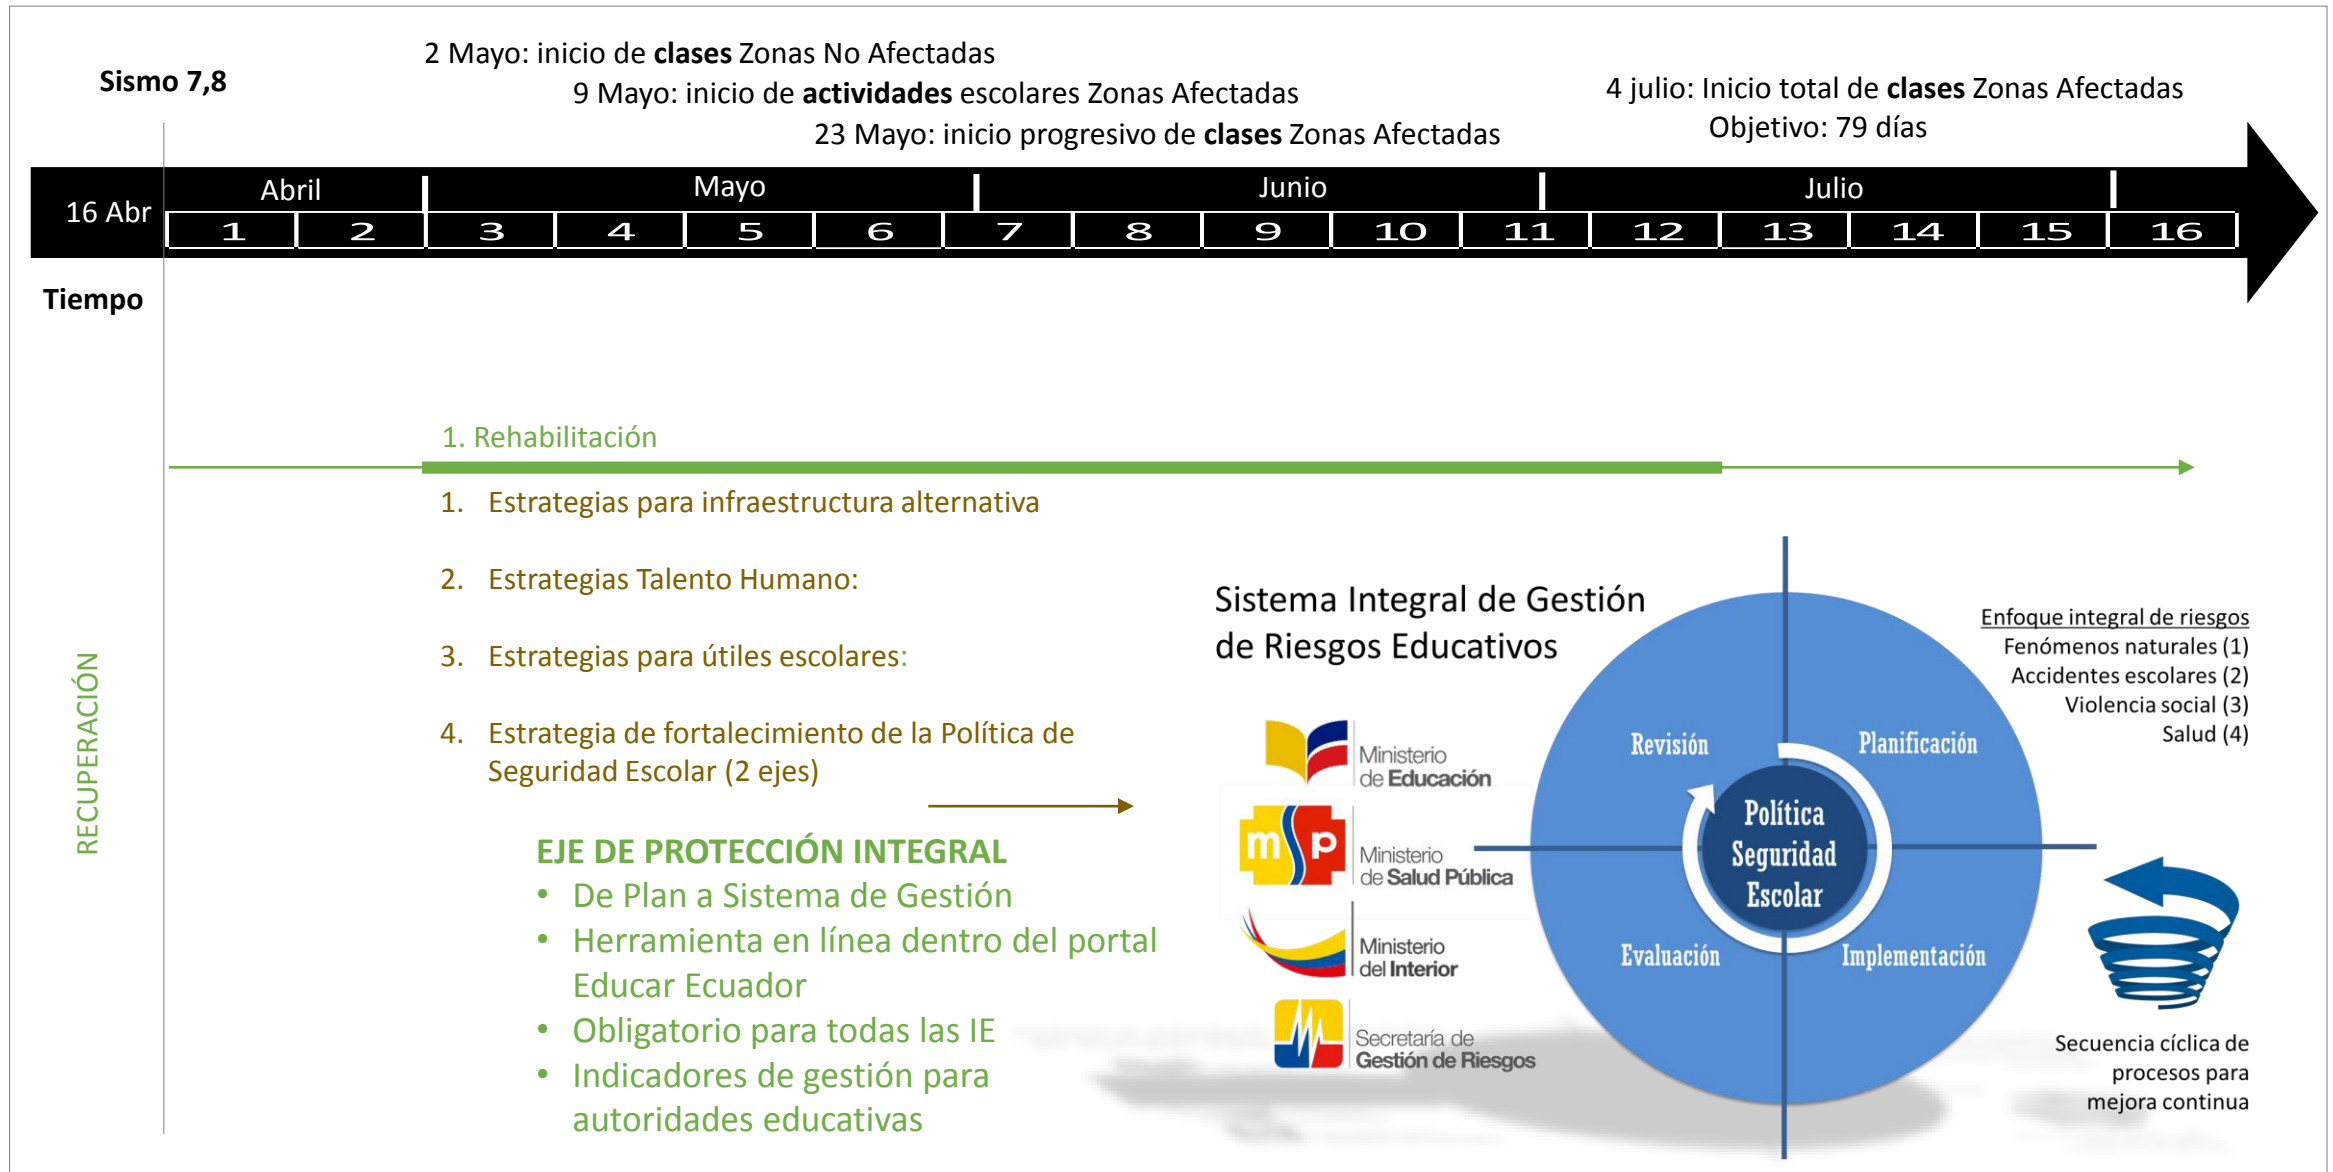 Sismo 7,8
2 Mayo: inicio de clases Zonas No Afectadas
9 Mayo: inicio de actividades escolares Zonas Afectadas
23 Mayo: inicio progresivo de clases Zonas Afectadas
4 julio: Inicio total de clases Zonas Afectadas
Objetivo: 79 días
16 Abr
Abril Mayo Junio Julio
1 2 3 4 5 6 7 8 9 10 11 12 13 14 15 16
Tiempo
RECUPERACIÓN
1. Rehabilitación
1. Estrategias para infraestructura alternativa
2. Estrategias Talento Humano:
3. Estrategias para útiles escolares:
4. Estrategia de fortalecimiento de la Política de
Seguridad Escolar (2 ejes)
EJE DE PROTECCIÓN INTEGRAL
• De Plan a Sistema de Gestión
• Herramienta en línea dentro del portal
Educar Ecuador
• Obligatorio para todas las IE
• Indicadores de gestión para
autoridades educativas
Sistema Integral de Gestión
de Riesgos Educativos
Ministerio
de Educación
msp
Ministerio
de Salud Pública
Ministerio
del Interior
Secretaría de
Gestión de Riesgos
Revisión
Planificación
Política
Seguridad
Escolar
Evaluación
Implementación
Enfoque integral de riesgos
Fenómenos naturales (1)
Accidentes escolares (2)
Violencia social (3)
Salud (4)
Secuencia cíclica de
procesos para
mejora continua